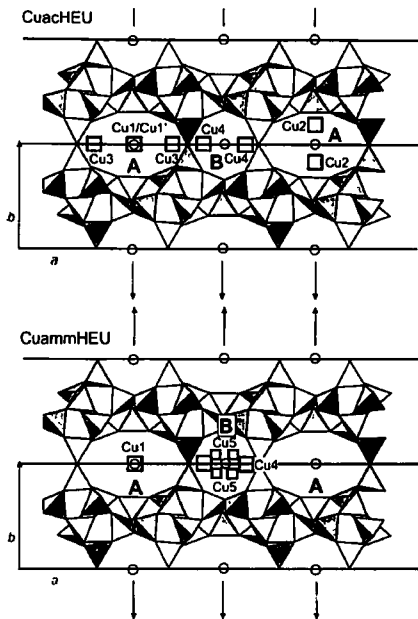 CuacHEU
Cu1/Cu1' Cu4 Cu2 A
Cu3 A Cu3 B Cu4 Cu2
b
a
CuammHEU
B
Cu5
Cu1 Cu4
A Cu5 A
b
a